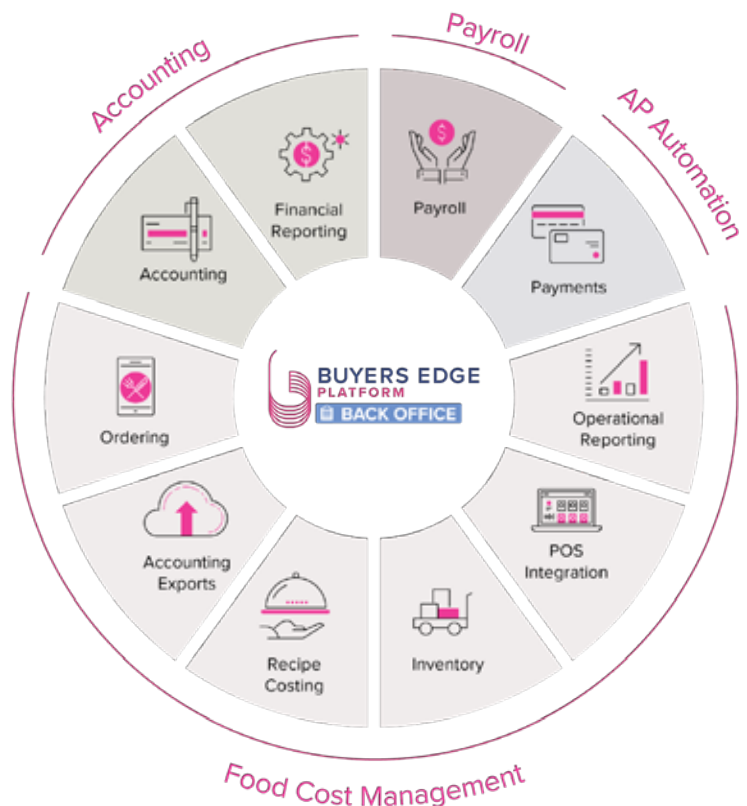 Accounting
Payroll
AP Automation
Financial
Reporting
Payroll
Accounting
Payments
BUYERS EDGE
PLATFORM
BACK OFFICE
Ordering
Operational
Reporting
Accounting
Exports
POS
Integration
Recipe
Costing
Inventory
Food Cost Management